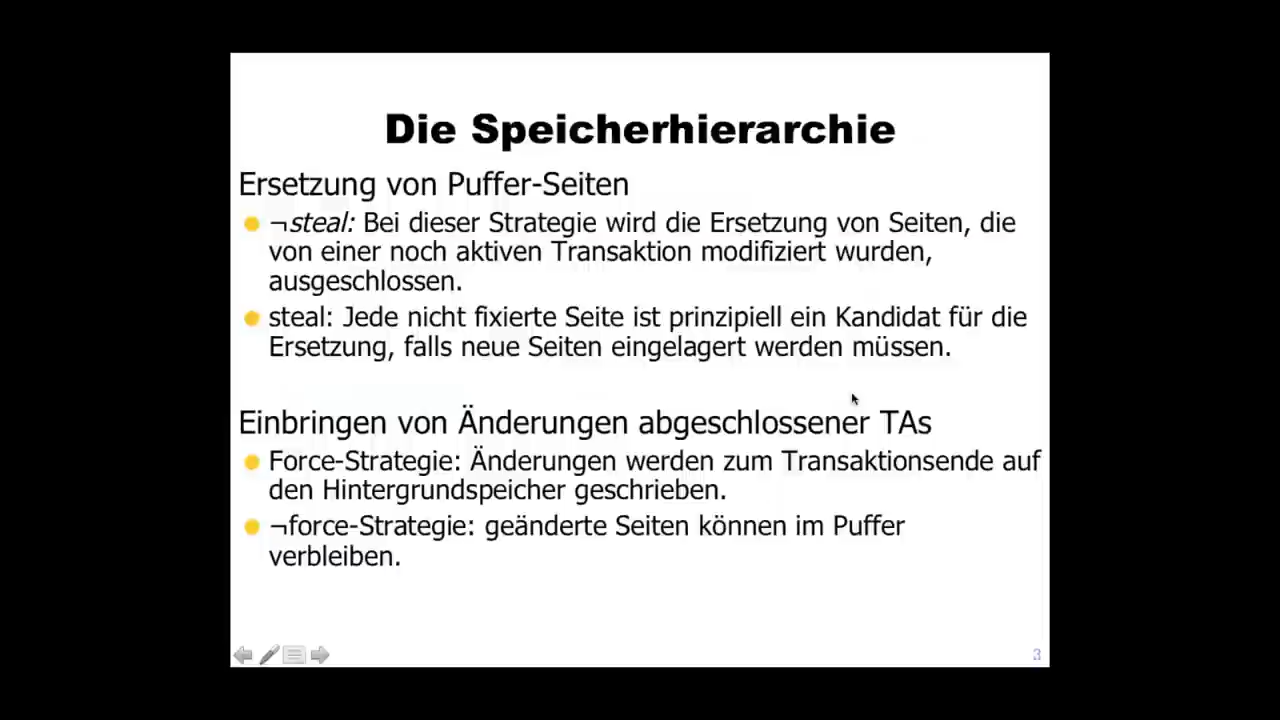 Die Speicherhierarchie
Ersetzung von Puffer-Seiten
¬steal: Bei dieser Strategie wird die Ersetzung von Seiten, die
von einer noch aktiven Transaktion modifiziert wurden,
ausgeschlossen.
steal: Jede nicht fixierte Seite ist prinzipiell ein Kandidat für die
Ersetzung, falls neue Seiten eingelagert werden müssen.
Einbringen von Änderungen abgeschlossener TAs
Force-Strategie: Änderungen werden zum Transaktionsende auf
den Hintergrundspeicher geschrieben.
¬force-Strategie: geänderte Seiten können im Puffer
verbleiben.
3